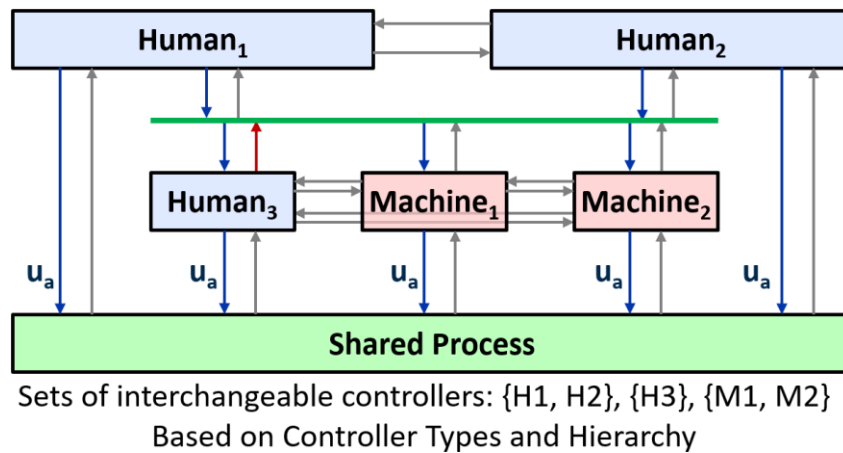 Human₁ Human₂
Human₃ Machine₁ Machine₂
uₐ uₐ uₐ uₐ uₐ
Shared Process
Sets of interchangeable controllers: {H1, H2}, {H3}, {M1, M2}
Based on Controller Types and Hierarchy